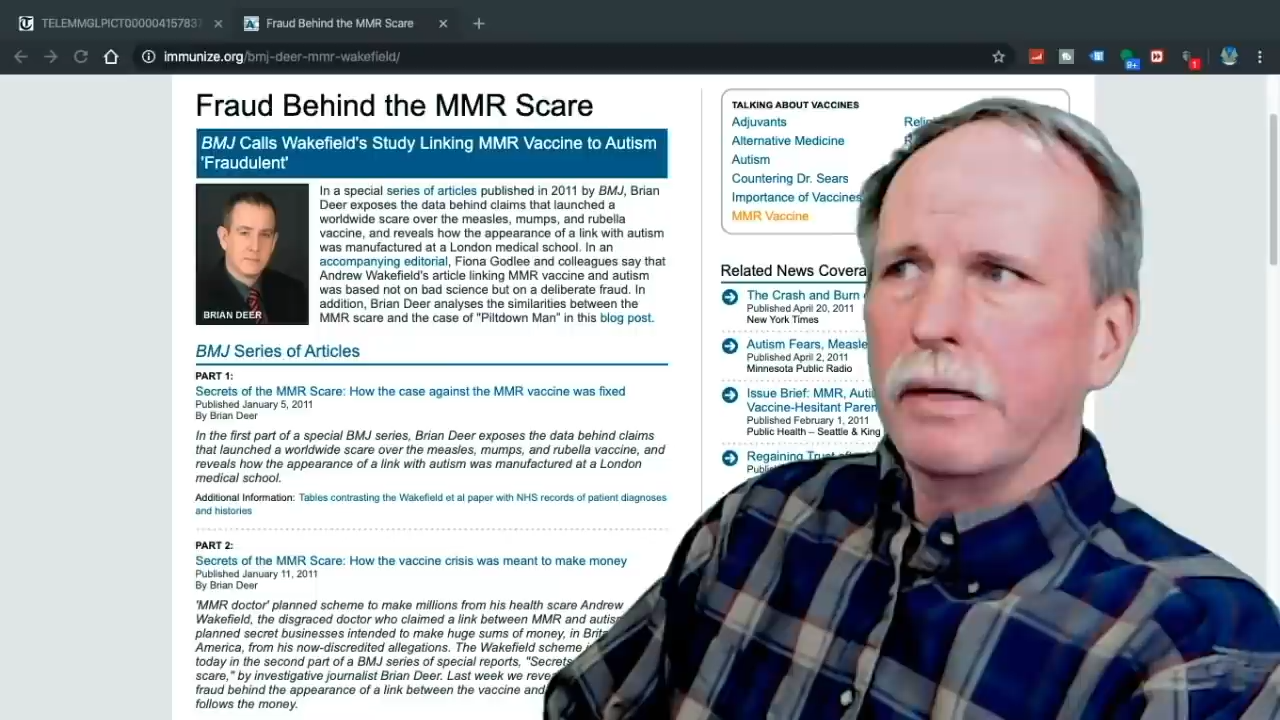 TELEMMGLPICT00000415783
Fraud Behind the MMR Scare
immunize.org/bmj-deer-mmr-wakefield/
9+
1
Fraud Behind the MMR Scare
BMJ Calls Wakefield's Study Linking MMR Vaccine to Autism
'Fraudulent'
In a special series of articles published in 2011 by BMJ, Brian
Deer exposes the data behind claims that launched a
worldwide scare over the measles, mumps, and rubella
vaccine, and reveals how the appearance of a link with autism
was manufactured at a London medical school. In an
accompanying editorial, Fiona Godlee and colleagues say that
Andrew Wakefield's article linking MMR vaccine and autism
was based not on bad science but on a deliberate fraud. In
addition, Brian Deer analyses the similarities between the
MMR scare and the case of "Piltdown Man" in this blog post.
BRIAN DEER
BMJ Series of Articles
PART 1:
Secrets of the MMR Scare: How the case against the MMR vaccine was fixed
Published January 5, 2011
By Brian Deer
In the first part of a special BMJ series, Brian Deer exposes the data behind claims
that launched a worldwide scare over the measles, mumps, and rubella vaccine, and
reveals how the appearance of a link with autism was manufactured at a London
medical school.
Additional Information: Tables contrasting the Wakefield et al paper with NHS records of patient diagnoses
and histories
PART 2:
Secrets of the MMR Scare: How the vaccine crisis was meant to make money
Published January 11, 2011
By Brian Deer
'MMR doctor' planned scheme to make millions from his health scare Andrew
Wakefield, the disgraced doctor who claimed a link between MMR and
planned secret businesses intended to make huge sums of money, in
America, from his now-discredited allegations. The Wakefield scheme
today in the second part of a BMJ series of special reports, "Secrets
scare," by investigative journalist Brian Deer. Last week we
fraud behind the appearance of a link between the vaccine and
follows the money.
TALKING ABOUT VACCINES
Adjuvants
Alternative Medicine
Autism
Countering Dr. Sears
Importance of Vaccines
MMR Vaccine
Related News
The Crash and Burn
Published April 20, 2011
New York Times
Autism Fears,
Published April 2, 2011
Minnesota Public Radio
Issue Brief: MMR,
Vaccine-Hesitant
Published February 1, 2011
Public Health – Seattle & King
Regaining Trust